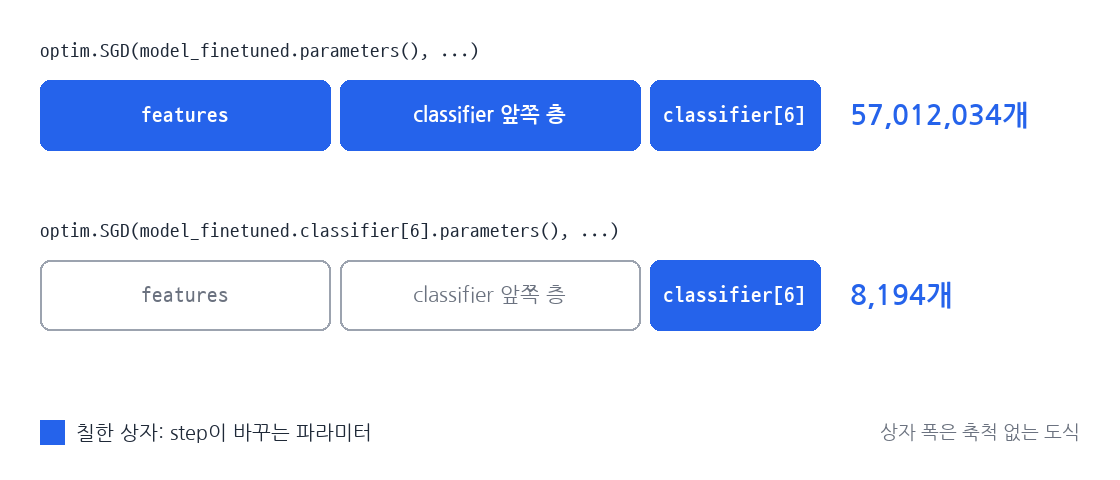 optim.SGD(model_finetuned.parameters(), ...)
features classifier 앞쪽 층 classifier[6] 57,012,034개
optim.SGD(model_finetuned.classifier[6].parameters(), ...)
features classifier 앞쪽 층 classifier[6] 8,194개
칠한 상자: step이 바꾸는 파라미터 상자 폭은 축척 없는 도식